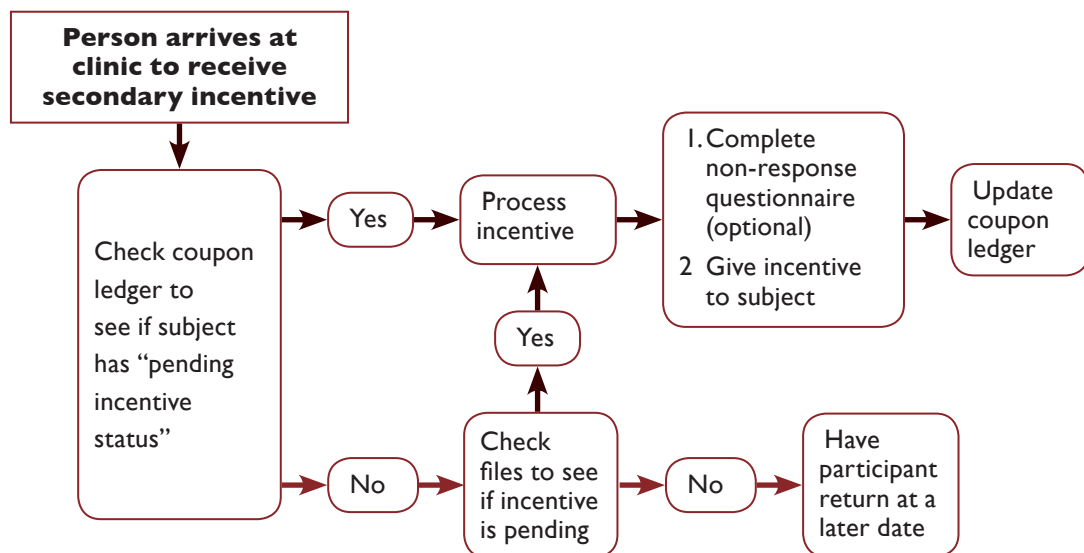 Person arrives at
clinic to receive
secondary incentive
Check coupon
ledger to
see if subject
has “pending
incentive
status”
Yes
Process
incentive
1. Complete
non-response
questionnaire
(optional)
2 Give incentive
to subject
Update
coupon
ledger
Yes
No
Check
files to see
if incentive
is pending
No
Have
participant
return at a
later date